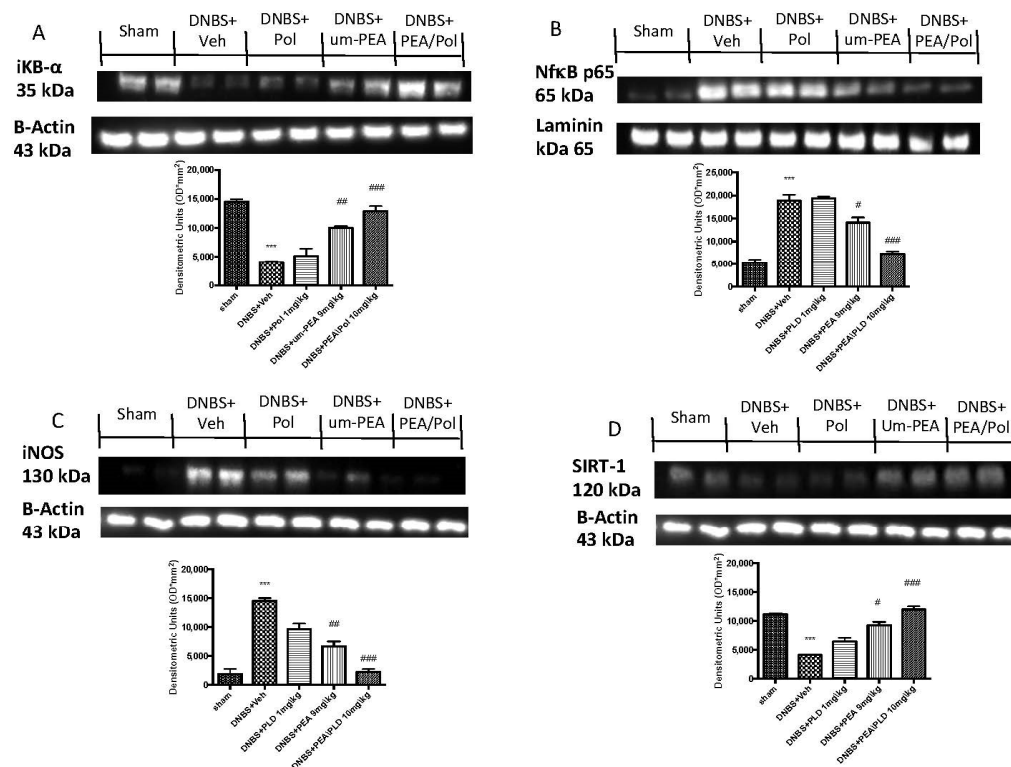 A
Sham
DNBS+
Veh
DNBS+
Pol
DNBS+
um-PEA
DNBS+
PEA/Pol
iKB-α
35 kDa
B-Actin
43 kDa
Densitometric Units (OD*mm²)
20,000
15,000
10,000
5,000
0
***
##
###
sham
DNBS+Veh
DNBS+Pol 1mg\kg
DNBS+um-PEA 9mg\kg
DNBS+PEA\Pol 10mg\kg
B
Sham
DNBS+
Veh
DNBS+
Pol
DNBS+
um-PEA
DNBS+
PEA/Pol
NfκB p65
65 kDa
Laminin
kDa 65
Densitometric Units (OD*mm²)
25,000
20,000
15,000
10,000
5,000
0
***
#
###
sham
DNBS+Veh
DNBS+PLD 1mg\kg
DNBS+PEA 9mg\kg
DNBS+PEA\PLD 10mg\kg
C
Sham
DNBS+
Veh
DNBS+
Pol
DNBS+
um-PEA
DNBS+
PEA/Pol
iNOS
130 kDa
B-Actin
43 kDa
Densitometric Units (OD*mm²)
20,000
15,000
10,000
5,000
0
***
##
###
sham
DNBS+Veh
DNBS+PLD 1mg\kg
DNBS+PEA 9mg\kg
DNBS+PEA\PLD 10mg\kg
D
Sham
DNBS+
Veh
DNBS+
Pol
DNBS+
Um-PEA
DNBS+
PEA/Pol
SIRT-1
120 kDa
B-Actin
43 kDa
Densitometric Units (OD*mm²)
20,000
15,000
10,000
5,000
0
***
#
###
sham
DNBS+Veh
DNBS+PLD 1mg\kg
DNBS+PEA 9mg\kg
DNBS+PEA\PLD 10mg\kg